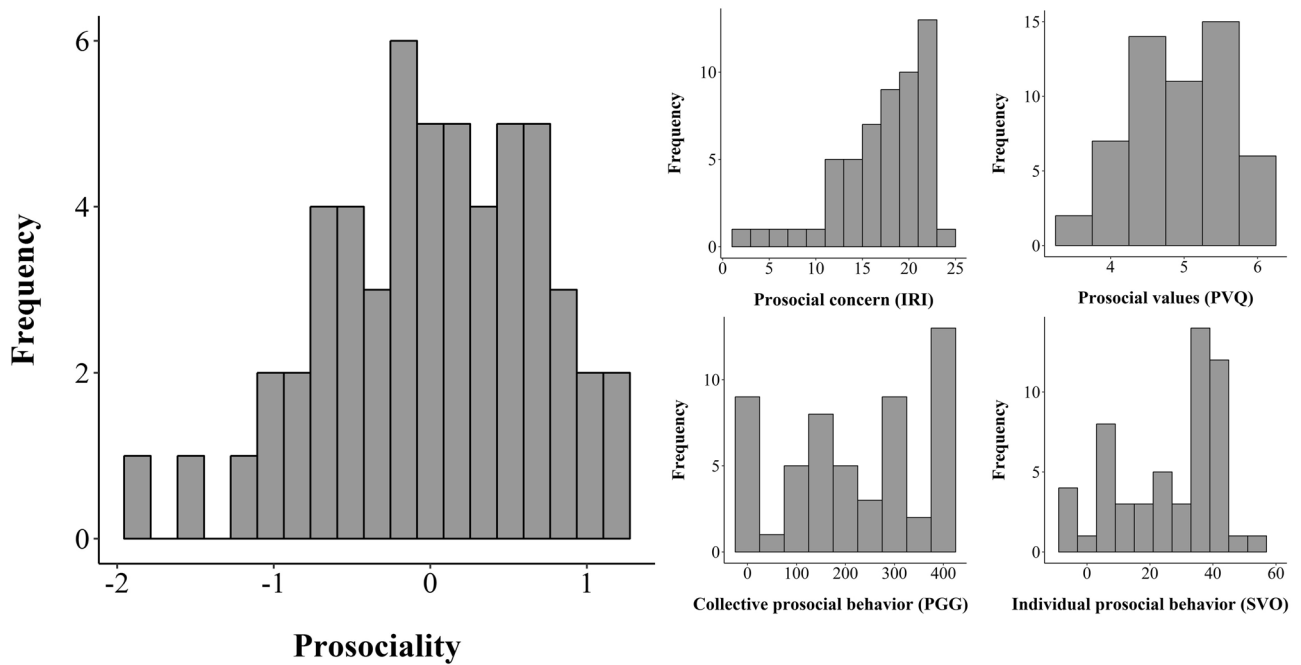 6
4
2
0
Frequency
-2 -1 0 1
Prosociality
10
5
0
Frequency
0 5 10 15 20 25
Prosocial concern (IRI)
15
10
5
0
Frequency
4 5 6
Prosocial values (PVQ)
10
5
0
Frequency
0 100 200 300 400
Collective prosocial behavior (PGG)
10
5
0
Frequency
0 20 40 60
Individual prosocial behavior (SVO)